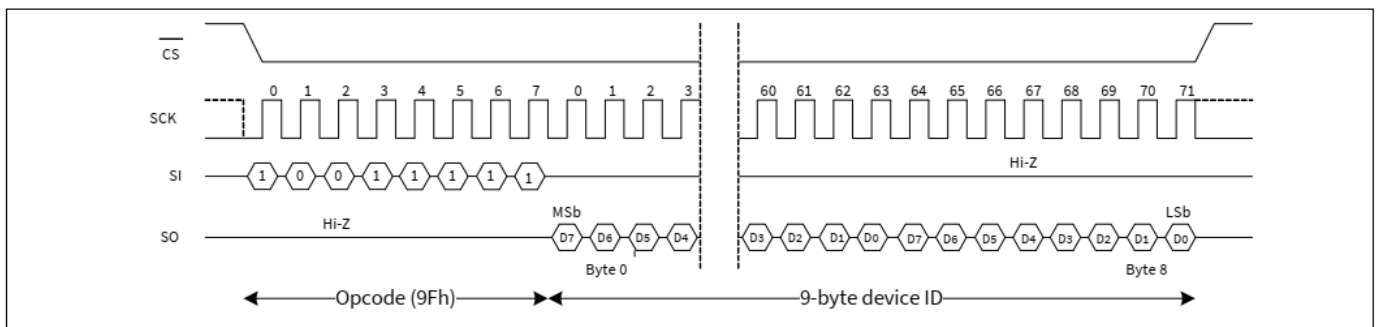 CS
0 1 2 3 4 5 6 7 0 1 2 3 60 61 62 63 64 65 66 67 68 69 70 71
SCK
Hi-Z
SI 1 0 0 1 1 1 1 1
MSb LSb
Hi-Z
SO D7 D6 D5 D4 D3 D2 D1 D0 D7 D6 D5 D4 D3 D2 D1 D0
Byte 0 Byte 8
Opcode (9Fh) 9-byte device ID